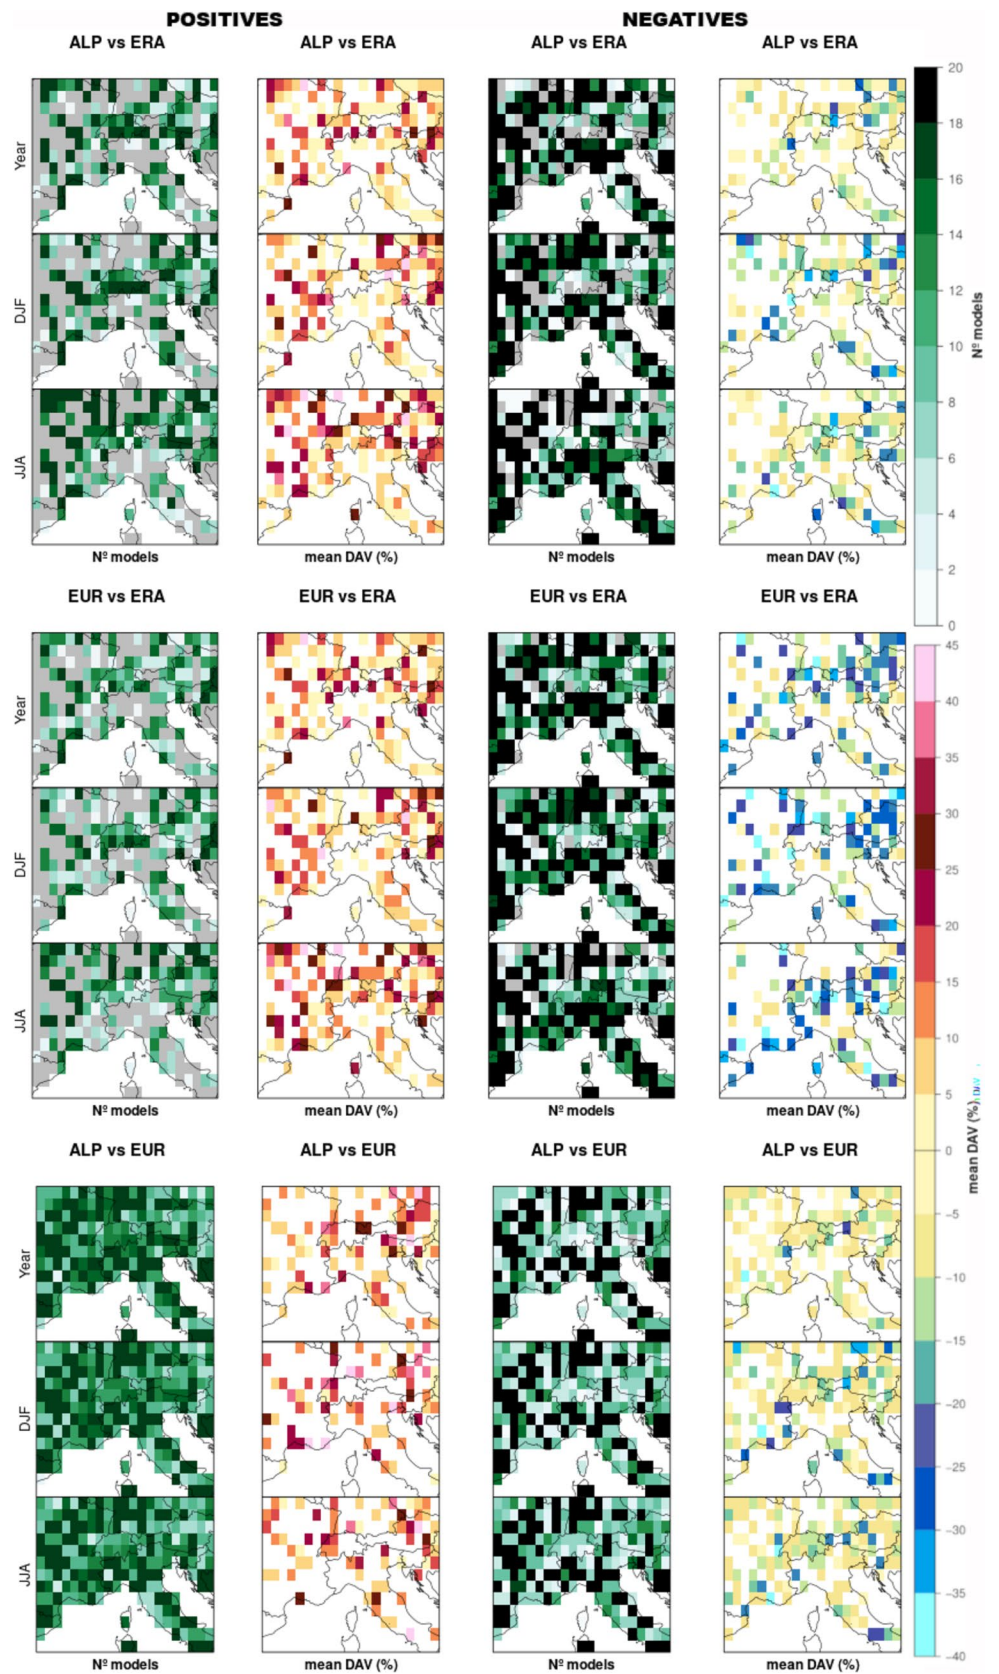 POSITIVES NEGATIVES
ALP vs ERA ALP vs ERA ALP vs ERA ALP vs ERA
Year
DJF
JJA
Nº models mean DAV (%) Nº models mean DAV (%)
20
18
16
14
12
10
8
6
4
2
0
Nº models
EUR vs ERA EUR vs ERA EUR vs ERA EUR vs ERA
Year
DJF
JJA
Nº models mean DAV (%) Nº models mean DAV (%)
45
40
35
30
25
20
15
10
5
0
−5
−10
−15
−20
−25
−30
−35
−40
mean DAV (%)
ALP vs EUR ALP vs EUR ALP vs EUR ALP vs EUR
Year
DJF
JJA
Nº models mean DAV (%) Nº models mean DAV (%)